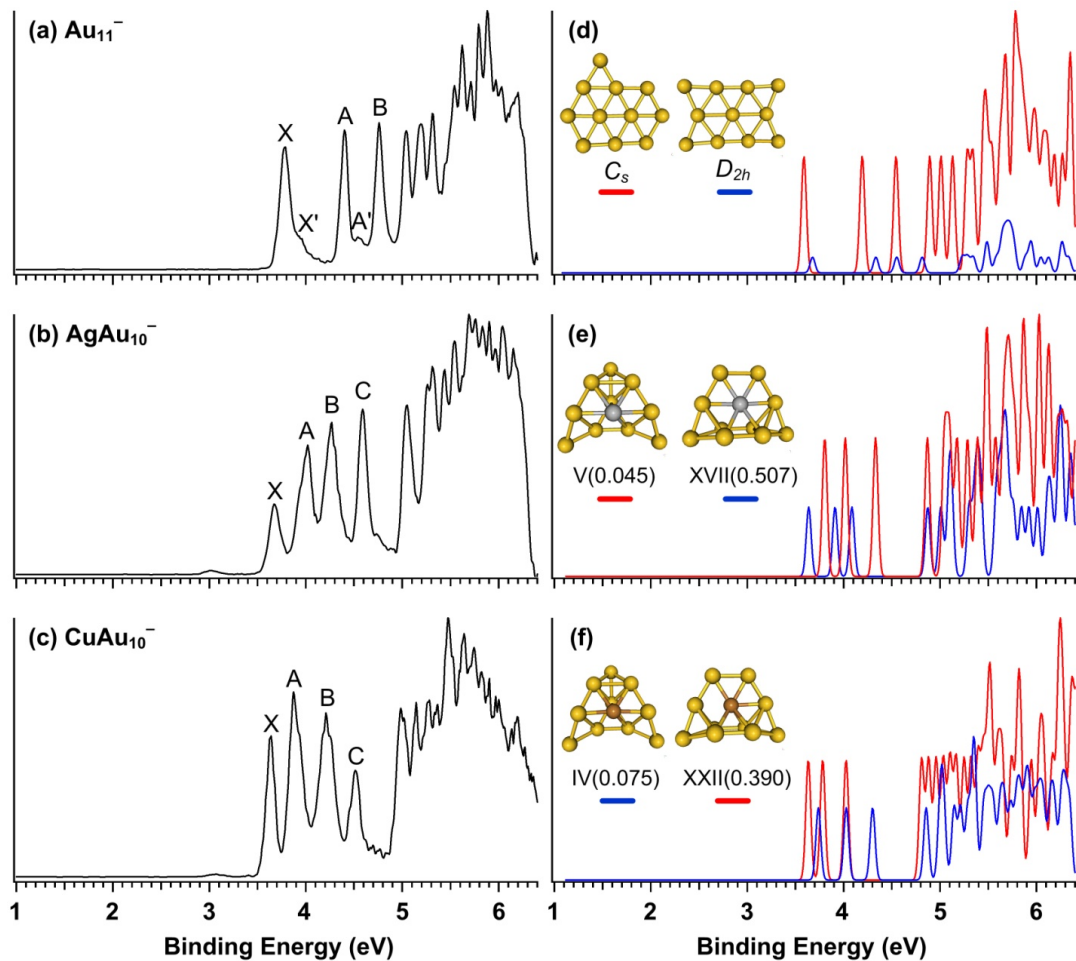 (a) Au₁₁⁻
X
X'
A
A'
B
(d)
Cₛ
D₂ₕ
(b) AgAu₁₀⁻
X
A
B
C
(e)
V(0.045)
XVII(0.507)
(c) CuAu₁₀⁻
X
A
B
C
(f)
IV(0.075)
XXII(0.390)
1 2 3 4 5 6
2 3 4 5 6
Binding Energy (eV)
Binding Energy (eV)